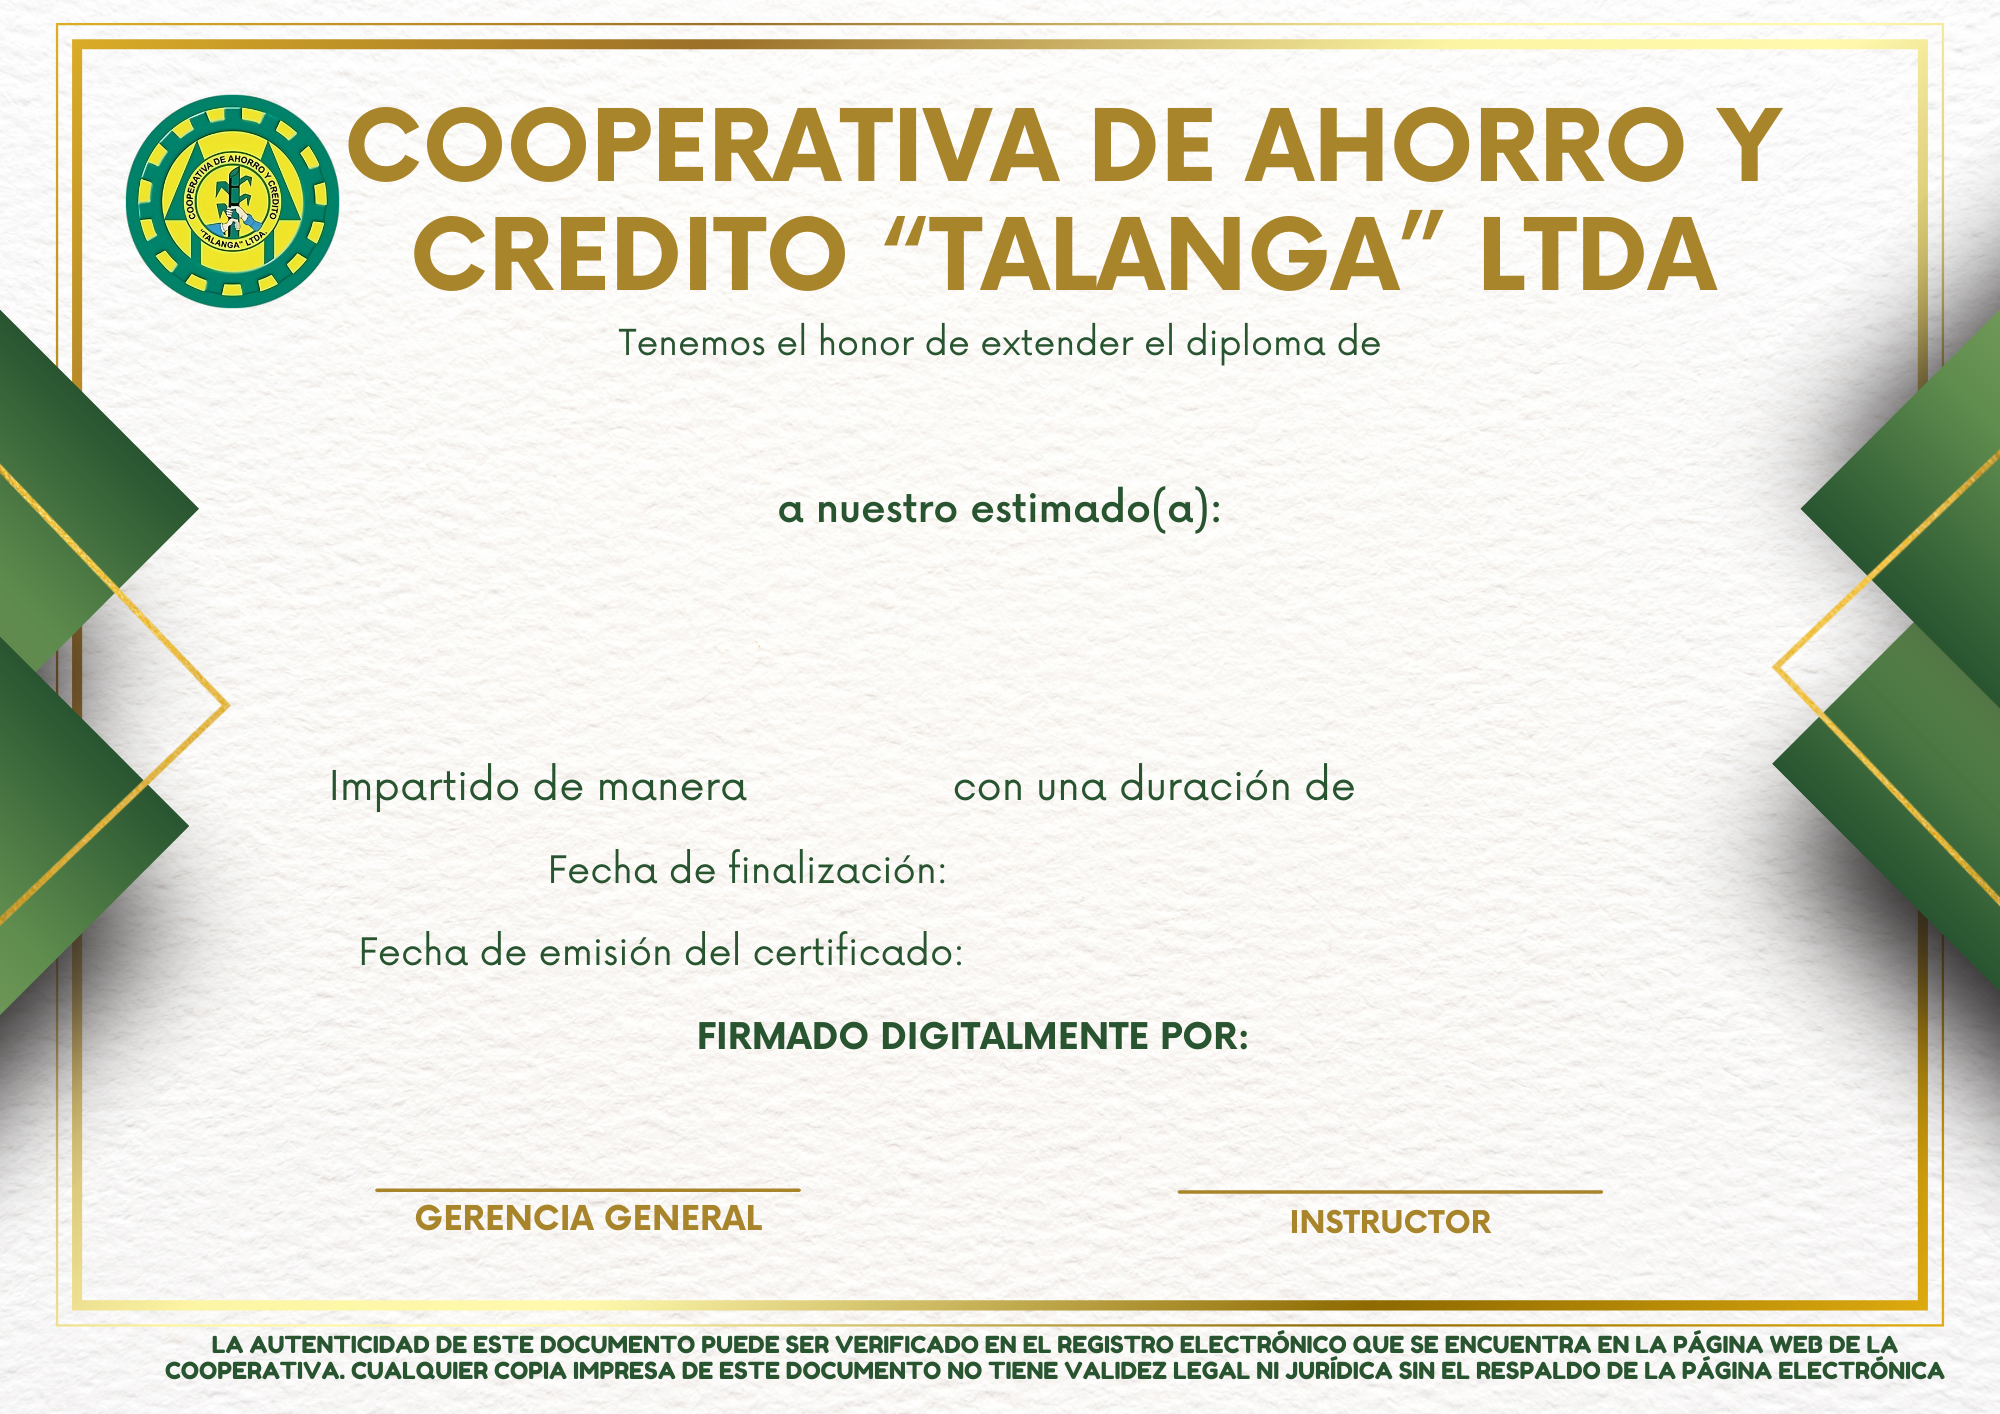 COOPERATIVA DE AHORRO Y CREDITO
"TALANGA" LTDA.
COOPERATIVA DE AHORRO Y
CREDITO “TALANGA” LTDA
Tenemos el honor de extender el diploma de
a nuestro estimado(a):
Impartido de manera con una duración de
Fecha de finalización:
Fecha de emisión del certificado:
FIRMADO DIGITALMENTE POR:
GERENCIA GENERAL
INSTRUCTOR
LA AUTENTICIDAD DE ESTE DOCUMENTO PUEDE SER VERIFICADO EN EL REGISTRO ELECTRÓNICO QUE SE ENCUENTRA EN LA PÁGINA WEB DE LA
COOPERATIVA. CUALQUIER COPIA IMPRESA DE ESTE DOCUMENTO NO TIENE VALIDEZ LEGAL NI JURÍDICA SIN EL RESPALDO DE LA PÁGINA ELECTRÓNICA